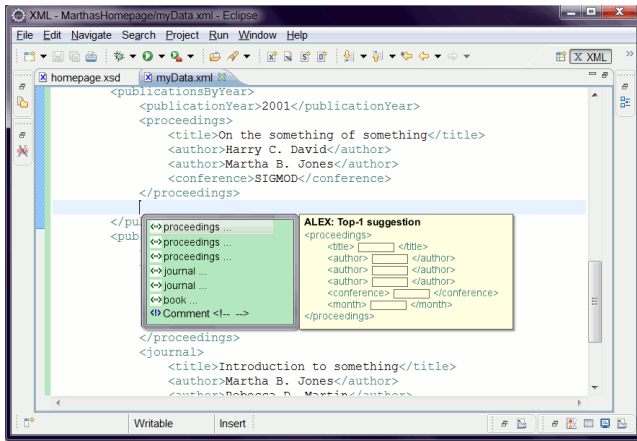 XML - MarthasHomepage/myData.xml - Eclipse
File Edit Navigate Search Project Run Window Help
XML
homepage.xsd myData.xml
<publicationsByYear>
<publicationYear>2001</publicationYear>
<proceedings>
<title>On the something of something</title>
<author>Harry C. David</author>
<author>Martha B. Jones</author>
<conference>SIGMOD</conference>
</proceedings>
</pu
<pub
proceedings ...
proceedings ...
proceedings ...
journal ...
journal ...
book ...
Comment <!-- -->
ALEX: Top-1 suggestion
<proceedings>
<title> </title>
<author> </author>
<author> </author>
<author> </author>
<conference> </conference>
<month> </month>
</proceedings>
</proceedings>
<journal>
<title>Introduction to something</title>
<author>Martha B. Jones</author>
<author>Rebecca D. Martin</author>
Writable Insert